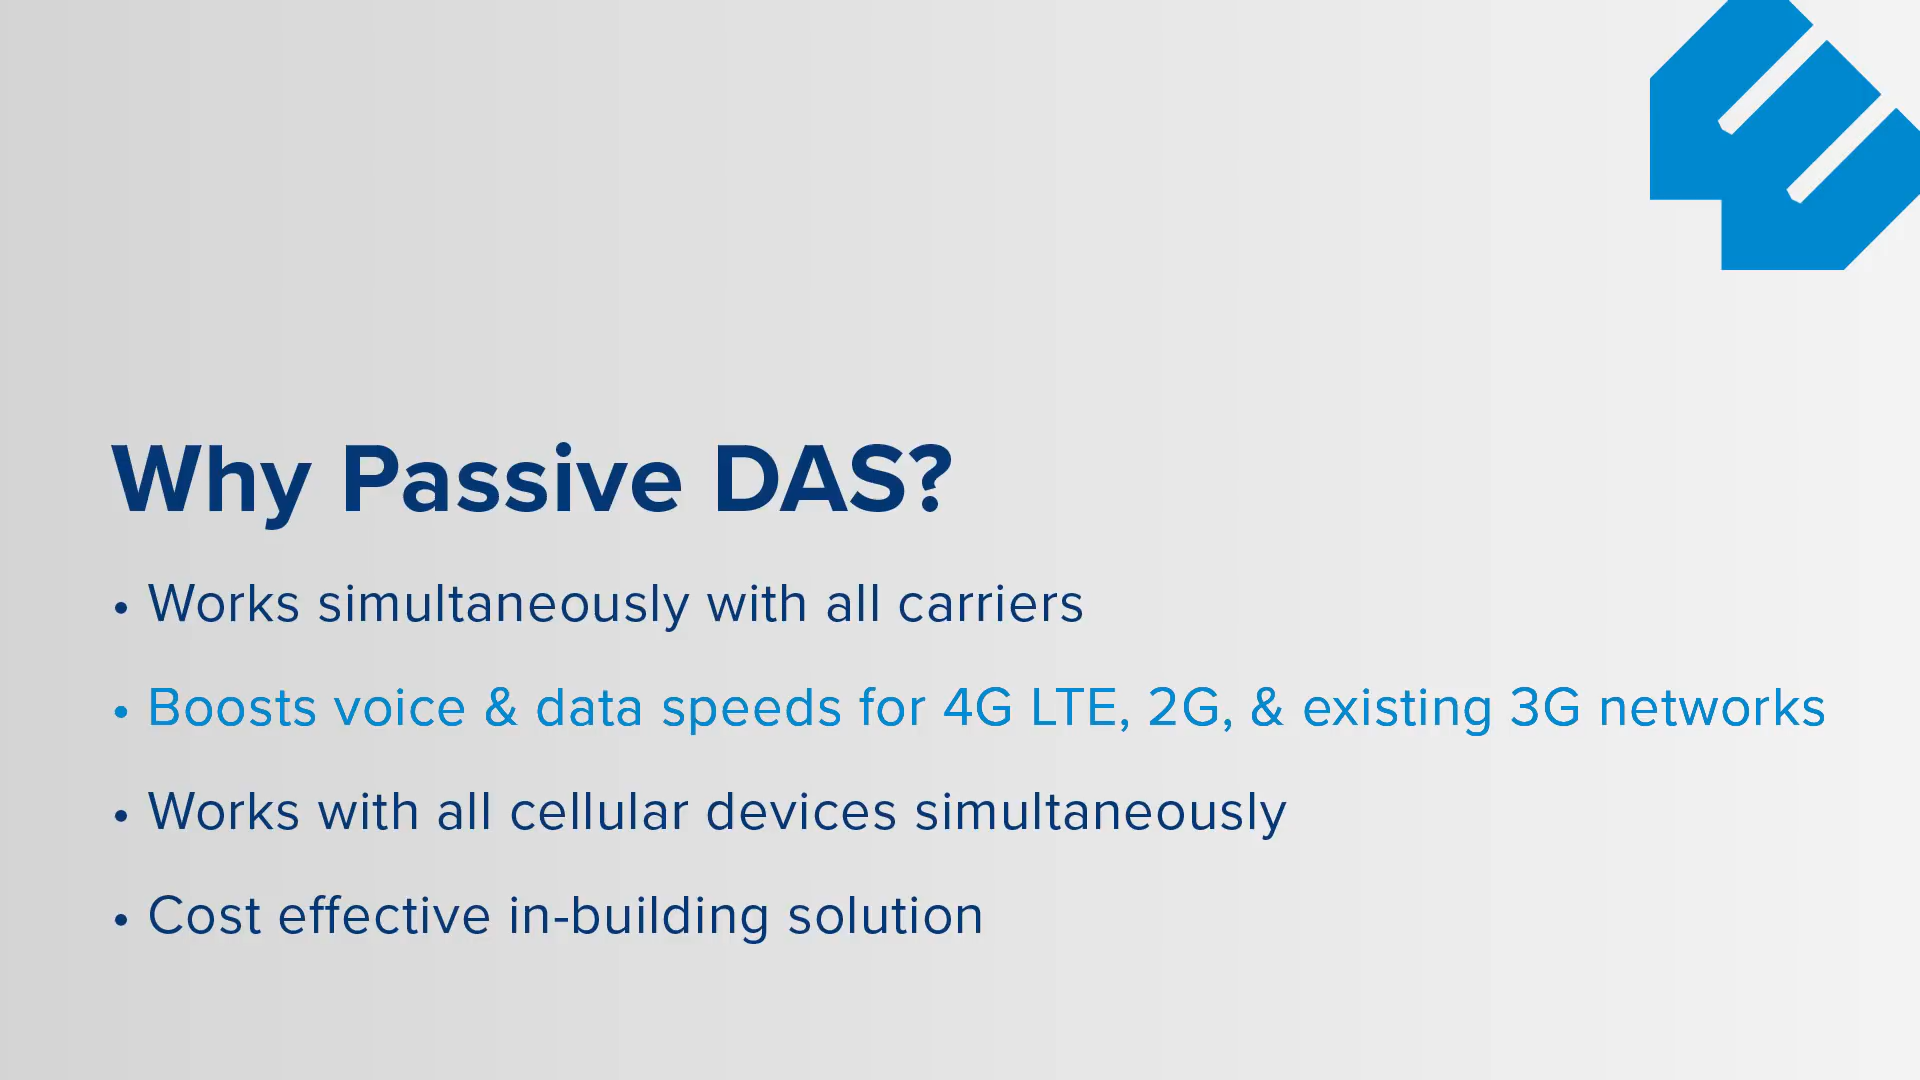 Why Passive DAS?
• Works simultaneously with all carriers
• Boosts voice & data speeds for 4G LTE, 2G, & existing 3G networks
• Works with all cellular devices simultaneously
• Cost effective in-building solution